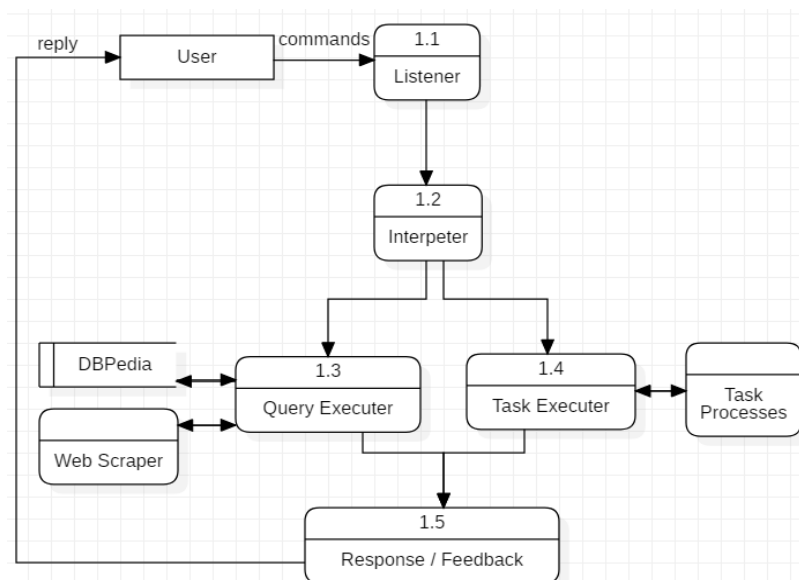 reply
User
commands
1.1
Listener
1.2
Interpeter
DBPedia
1.3
Query Executer
1.4
Task Executer
Task
Processes
Web Scraper
1.5
Response / Feedback